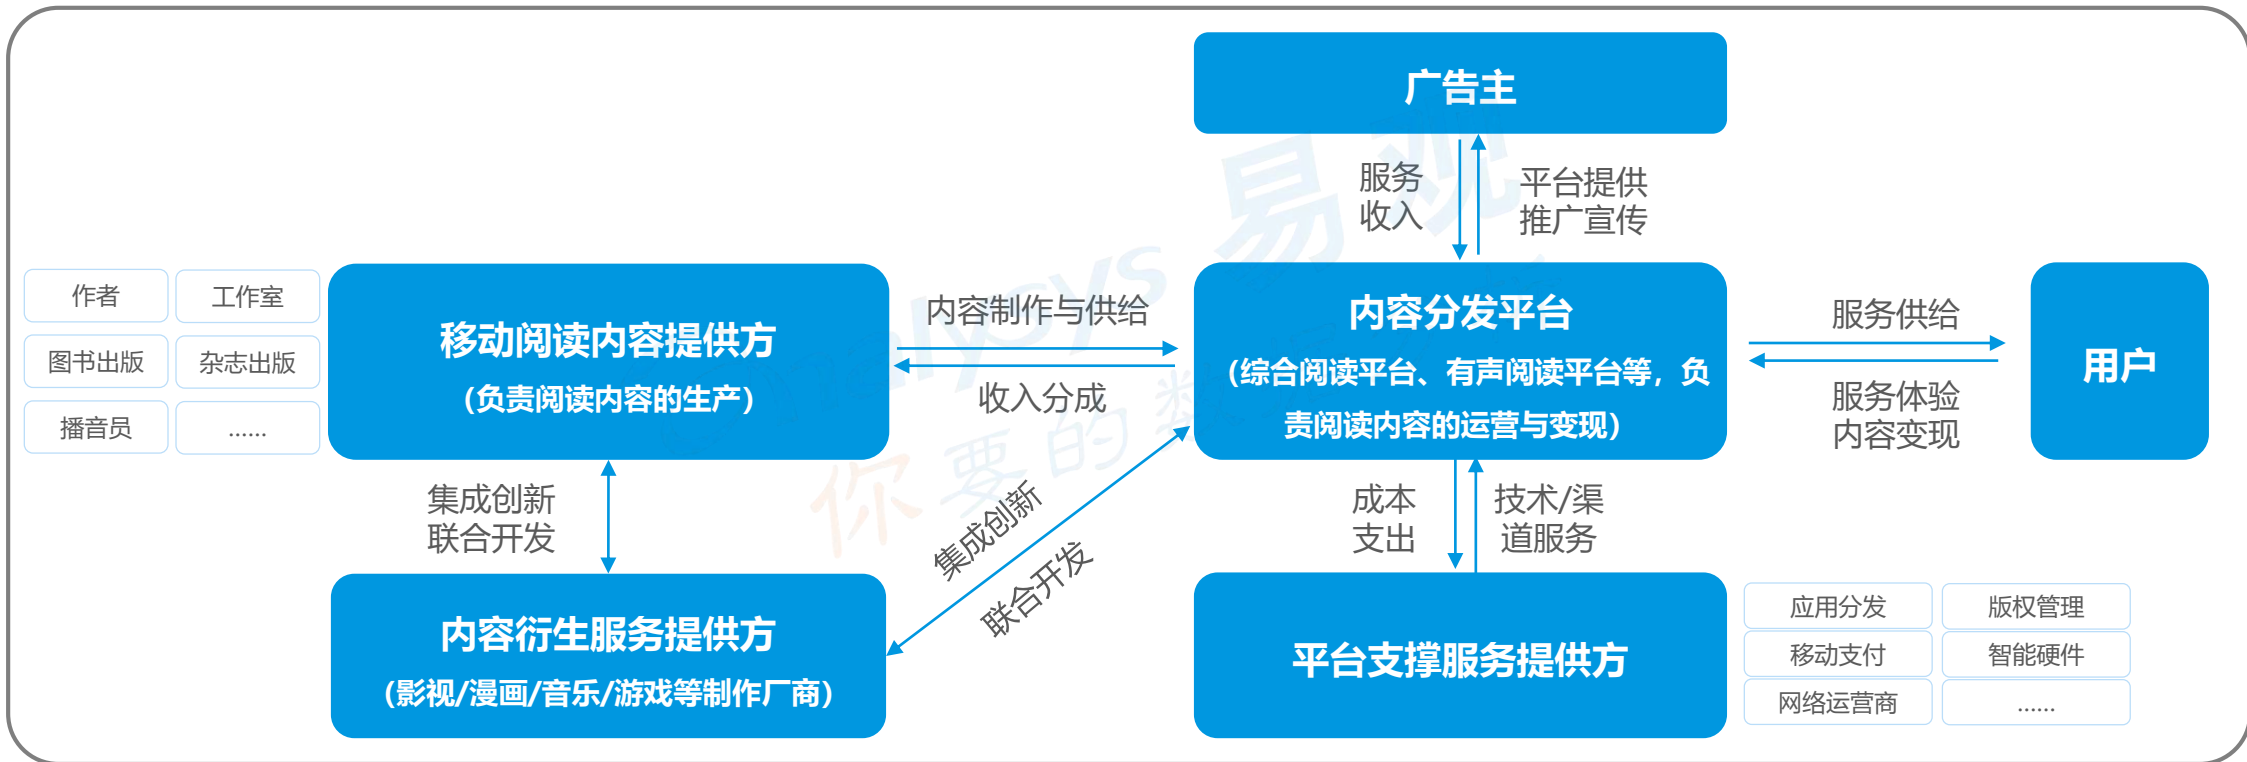 广告主
服务
收入
平台提供
推广宣传
作者
工作室
图书出版
杂志出版
播音员
......
移动阅读内容提供方
（负责阅读内容的生产）
内容制作与供给
收入分成
内容分发平台
（综合阅读平台、有声阅读平台等，负
责阅读内容的运营与变现）
服务供给
服务体验
内容变现
用户
集成创新
联合开发
集成创新
联合开发
成本
支出
技术/渠
道服务
内容衍生服务提供方
（影视/漫画/音乐/游戏等制作厂商）
平台支撑服务提供方
应用分发
版权管理
移动支付
智能硬件
网络运营商
......
易观
你要的数